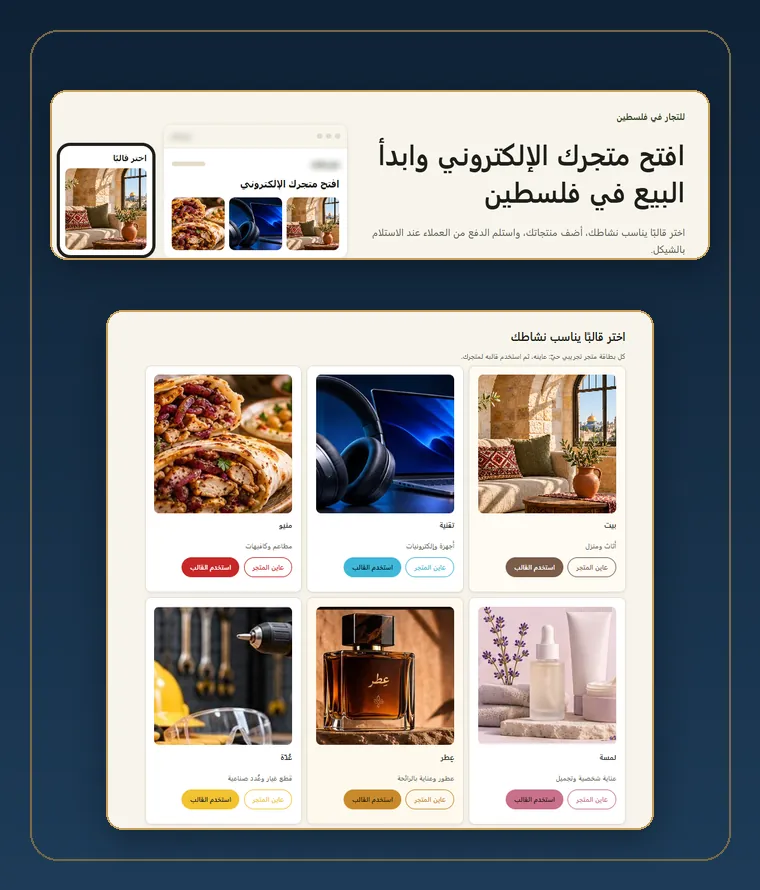 للتجار في فلسطين
افتح متجرك الإلكتروني وابدأ
البيع في فلسطين
اختر قالبًا يناسب نشاطك، أضف منتجاتك، واستلم الدفع من العملاء عند الاستلام
بالشيكل.
افتح متجرك الإلكتروني
اختر قالبًا
اختر قالبًا يناسب نشاطك
كل بطاقة متجر تجريبي حيّ: عاينه، ثم استخدم قالبه لمتجرك.
بيت
أثاث ومنزل
عاين المتجر
استخدم القالب
تقنية
أجهزة وإلكترونيات
عاين المتجر
استخدم القالب
منيو
مطاعم وكافيهات
عاين المتجر
استخدم القالب
لمسة
عناية شخصية وتجميل
عاين المتجر
استخدم القالب
عِطر
عِطر
عطور وعناية بالرائحة
عاين المتجر
استخدم القالب
عُدّة
قطع غيار وعُدد صناعية
عاين المتجر
استخدم القالب